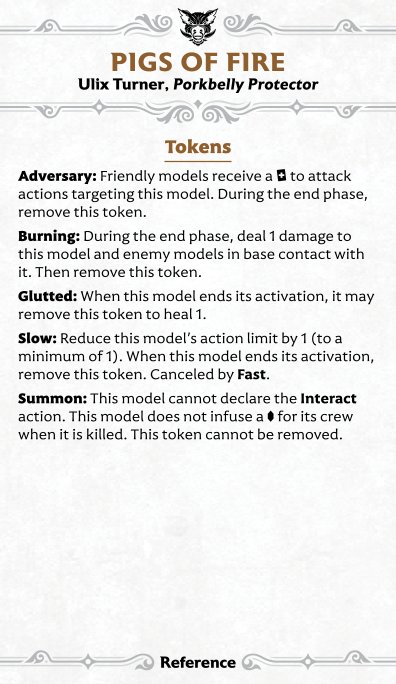 PIGS OF FIRE
Ulix Turner, Porkbelly Protector
Tokens
Adversary: Friendly models receive a to attack
actions targeting this model. During the end phase,
remove this token.
Burning: During the end phase, deal 1 damage to
this model and enemy models in base contact with
it. Then remove this token.
Glutted: When this model ends its activation, it may
remove this token to heal 1.
Slow: Reduce this model’s action limit by 1 (to a
minimum of 1). When this model ends its activation,
remove this token. Canceled by Fast.
Summon: This model cannot declare the Interact
action. This model does not infuse a for its crew
when it is killed. This token cannot be removed.
Reference